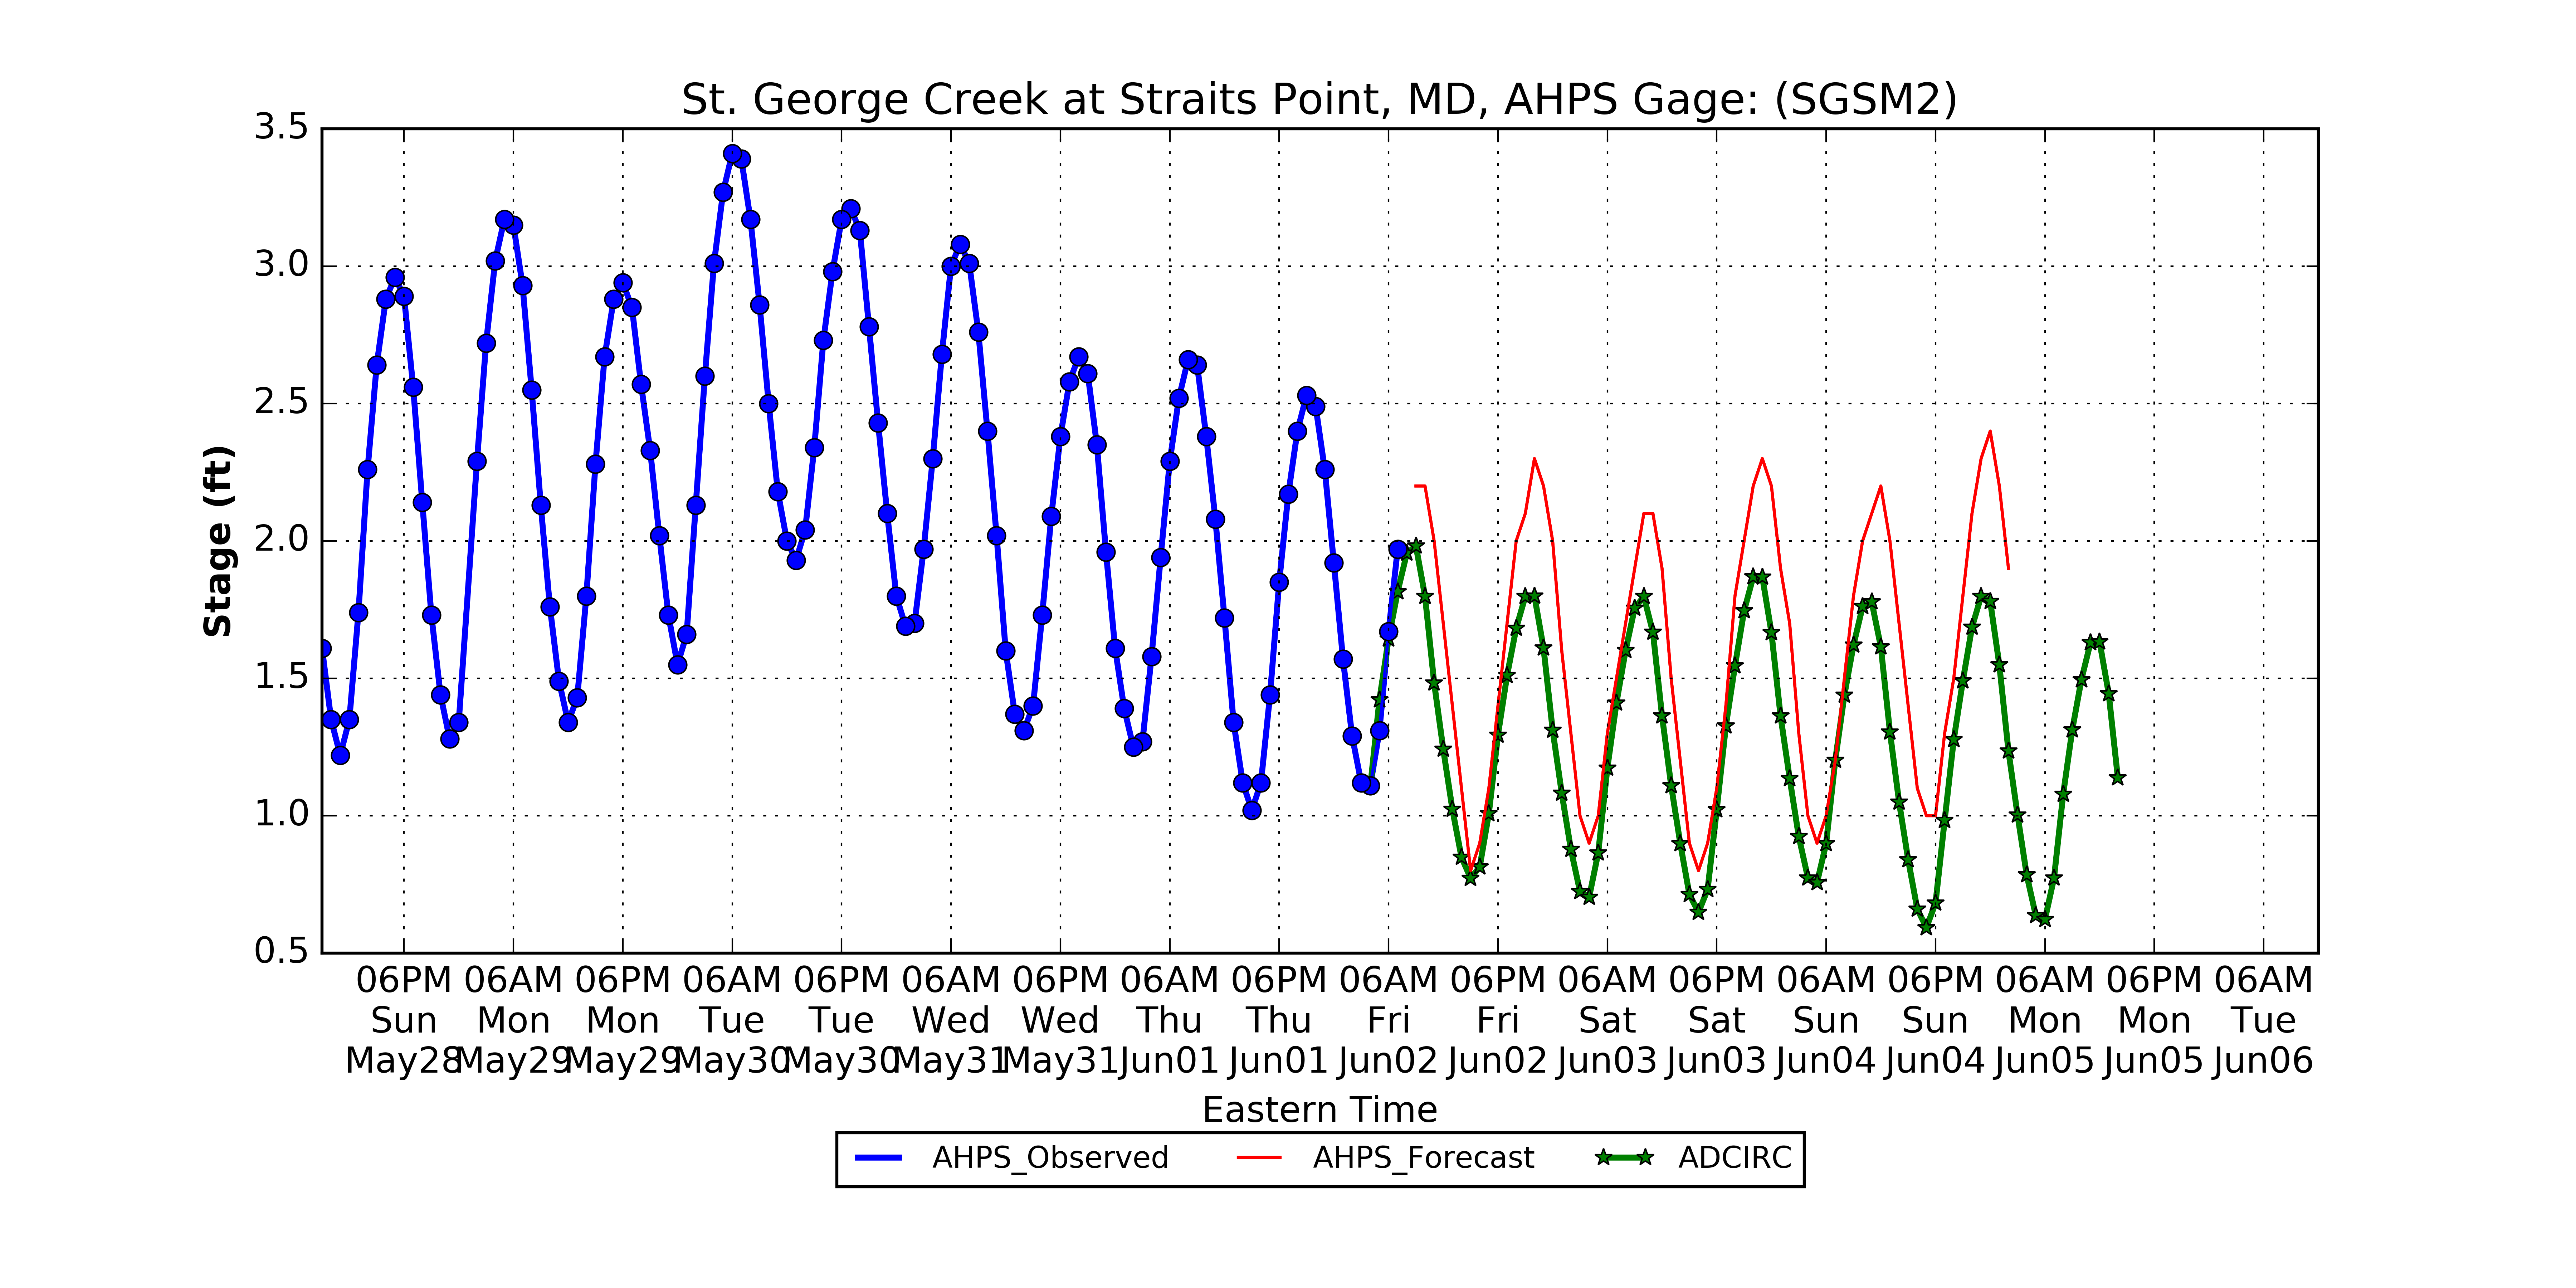 St. George Creek at Straits Point, MD, AHPS Gage: (SGSM2)
3.5
3.0
2.5
2.0
1.5
1.0
0.5
Stage (ft)
06PM 06AM 06PM 06AM 06PM 06AM 06PM 06AM 06PM 06AM 06PM 06AM 06PM 06AM 06PM 06AM 06PM 06AM
Sun Mon Mon Tue Tue Wed Wed Thu Thu Fri Fri Sat Sat Sun Sun Mon Mon Tue
May28 May29 May29 May30 May30 May31 May31 Jun01 Jun01 Jun02 Jun02 Jun03 Jun03 Jun04 Jun04 Jun05 Jun05 Jun06
Eastern Time
AHPS_Observed AHPS_Forecast ADCIRC